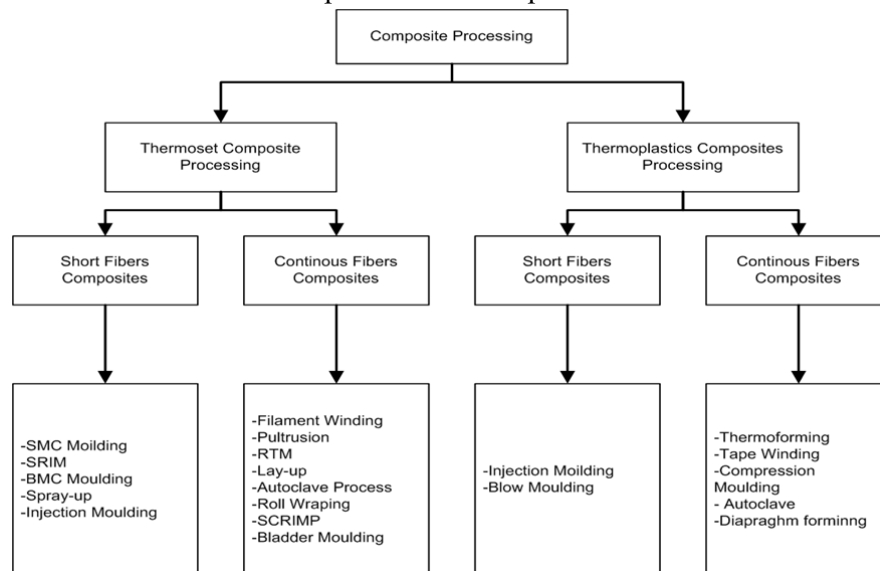 Composite Processing
Thermoset Composite
Processing
Thermoplastics Composites
Processing
Short Fibers
Composites
Continous Fibers
Composites
Short Fibers
Composites
Continous Fibers
Composites
-SMC Moilding
-SRIM
-BMC Moulding
-Spray-up
-Injection Moulding
-Filament Winding
-Pultrusion
-RTM
-Lay-up
-Autoclave Process
-Roll Wraping
-SCRIMP
-Bladder Moulding
-Injection Moilding
-Blow Moulding
-Thermoforming
-Tape Winding
-Compression
Moulding
- Autoclave
-Diapraghm forminng